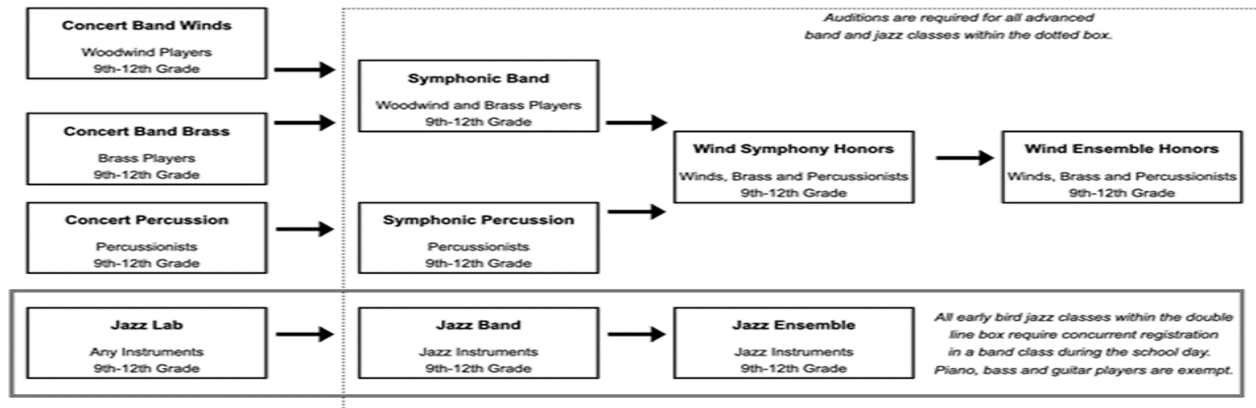 Concert Band Winds
Woodwind Players
9th-12th Grade
Auditions are required for all advanced
band and jazz classes within the dotted box.
Symphonic Band
Woodwind and Brass Players
9th-12th Grade
Concert Band Brass
Brass Players
9th-12th Grade
Wind Symphony Honors
Winds, Brass and Percussionists
9th-12th Grade
Wind Ensemble Honors
Winds, Brass and Percussionists
9th-12th Grade
Concert Percussion
Percussionists
9th-12th Grade
Symphonic Percussion
Percussionists
9th-12th Grade
Jazz Lab
Any Instruments
9th-12th Grade
Jazz Band
Jazz Instruments
9th-12th Grade
Jazz Ensemble
Jazz Instruments
9th-12th Grade
All early bird jazz classes within the double
line box require concurrent registration
in a band class during the school day.
Piano, bass and guitar players are exempt.